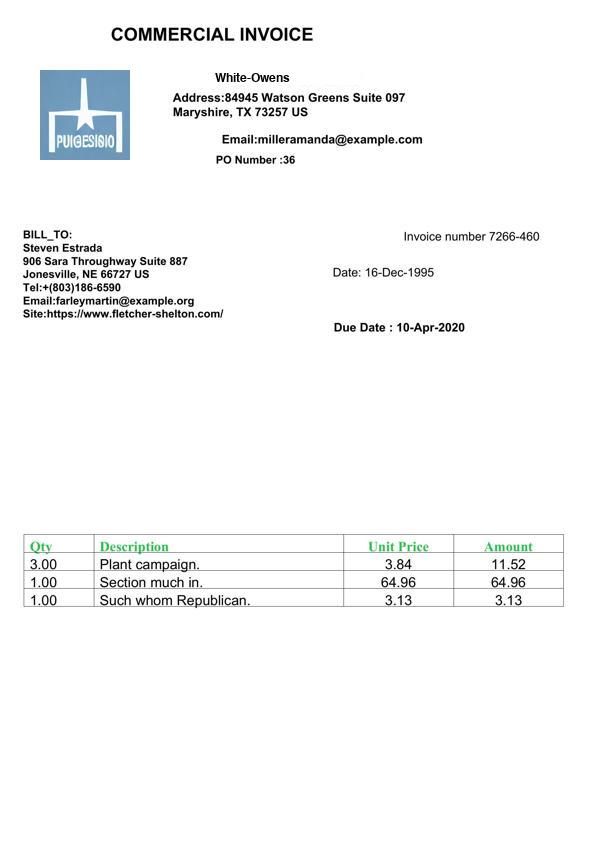 COMMERCIAL INVOICE
PUIGESISIO
White-Owens
Address:84945 Watson Greens Suite 097
Maryshire, TX 73257 US
Email:milleramanda@example.com
PO Number :36
BILL_TO:
Steven Estrada
906 Sara Throughway Suite 887
Jonesville, NE 66727 US
Tel:+(803)186-6590
Email:farleymartin@example.org
Site:https://www.fletcher-shelton.com/
Invoice number 7266-460
Date: 16-Dec-1995
Due Date : 10-Apr-2020
Qty Description Unit Price Amount
3.00 Plant campaign. 3.84 11.52
1.00 Section much in. 64.96 64.96
1.00 Such whom Republican. 3.13 3.13